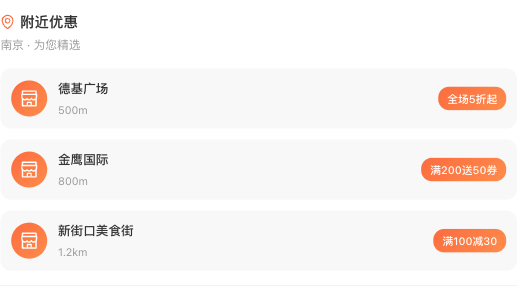 附近优惠
南京 · 为您精选
德基广场
500m
全场5折起
金鹰国际
800m
满200送50券
新街口美食街
1.2km
满100减30